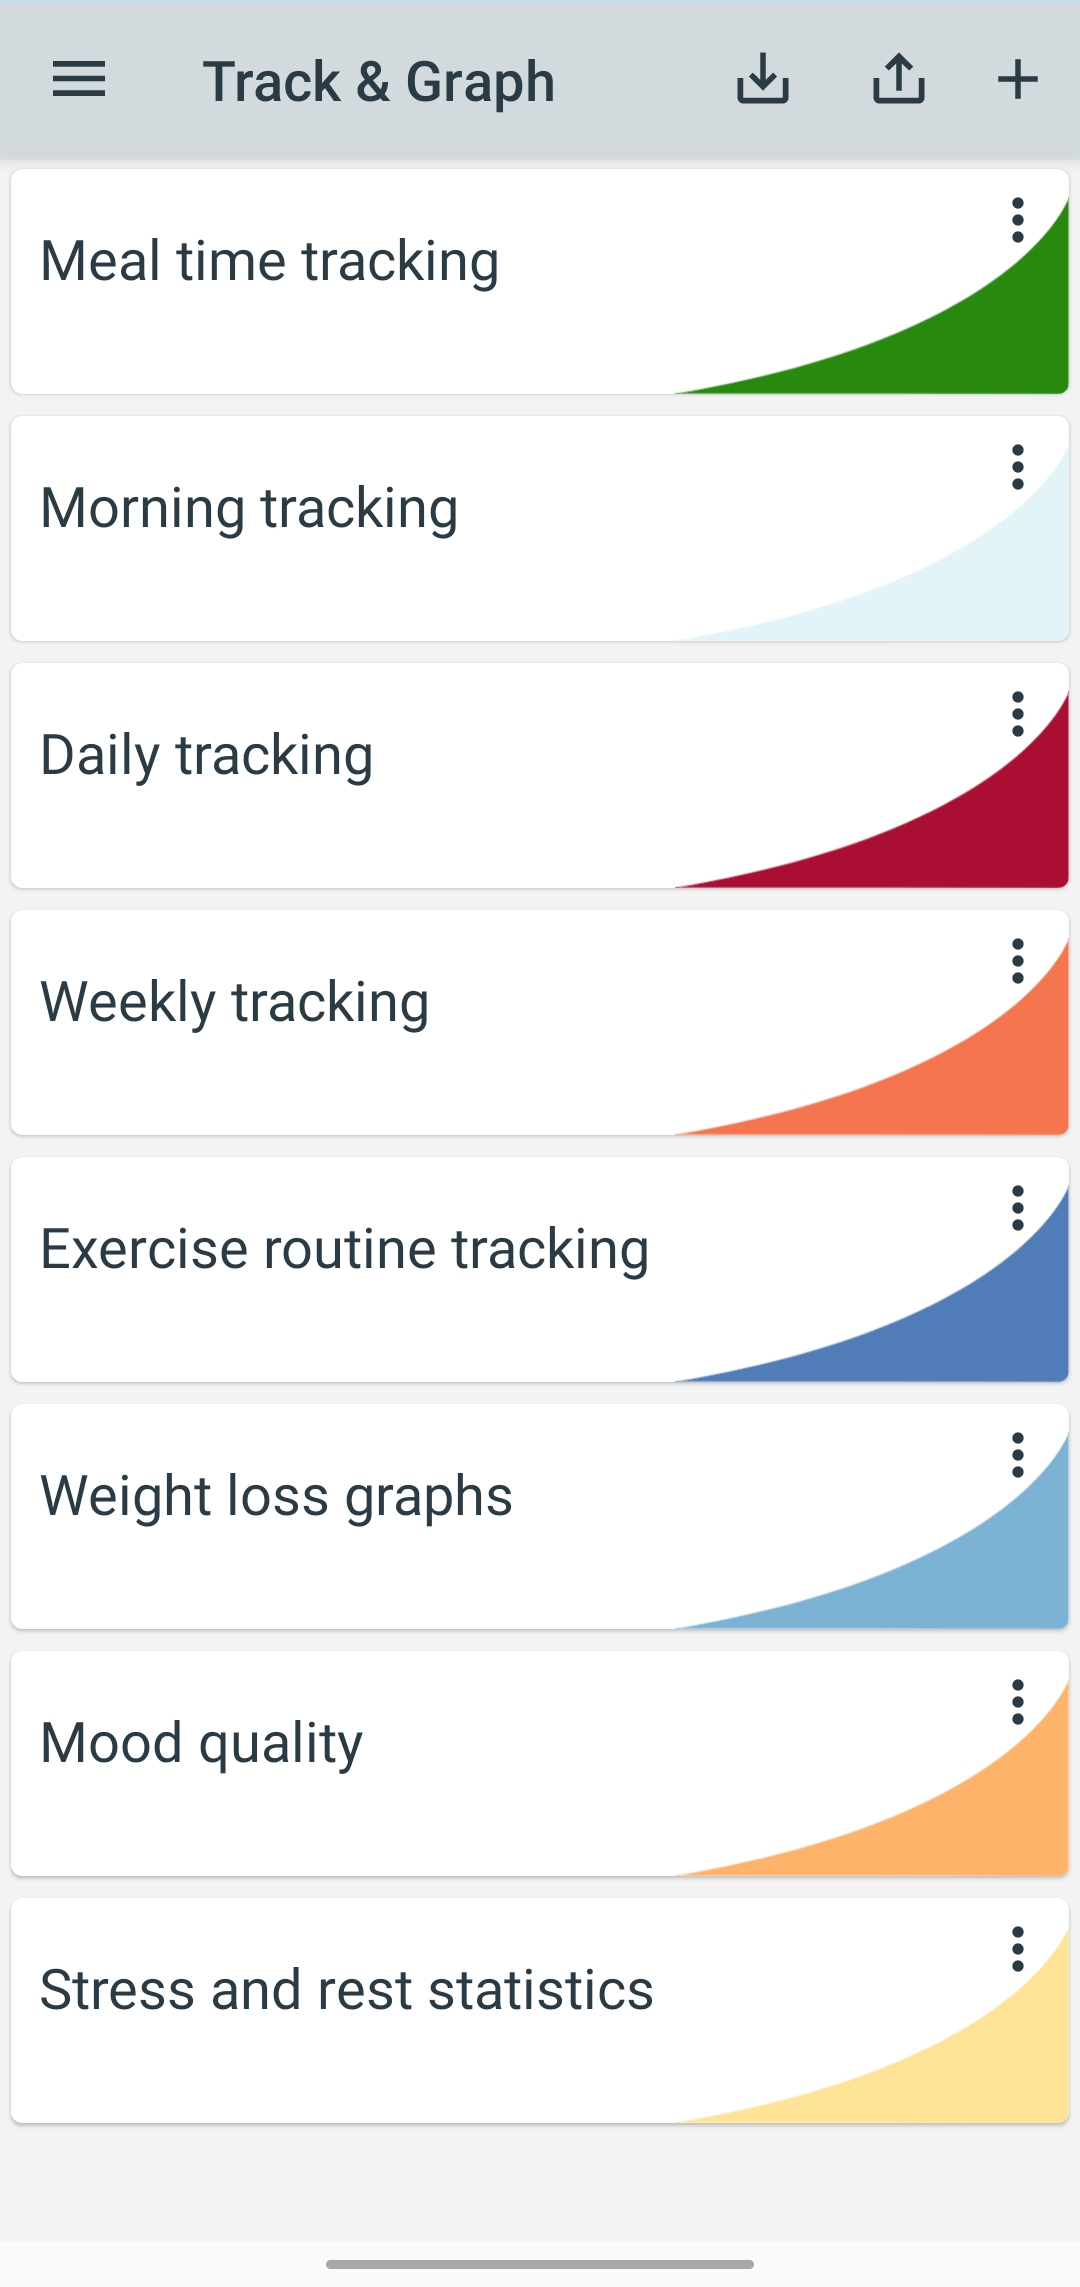 Track & Graph
Meal time tracking
Morning tracking
Daily tracking
Weekly tracking
Exercise routine tracking
Weight loss graphs
Mood quality
Stress and rest statistics